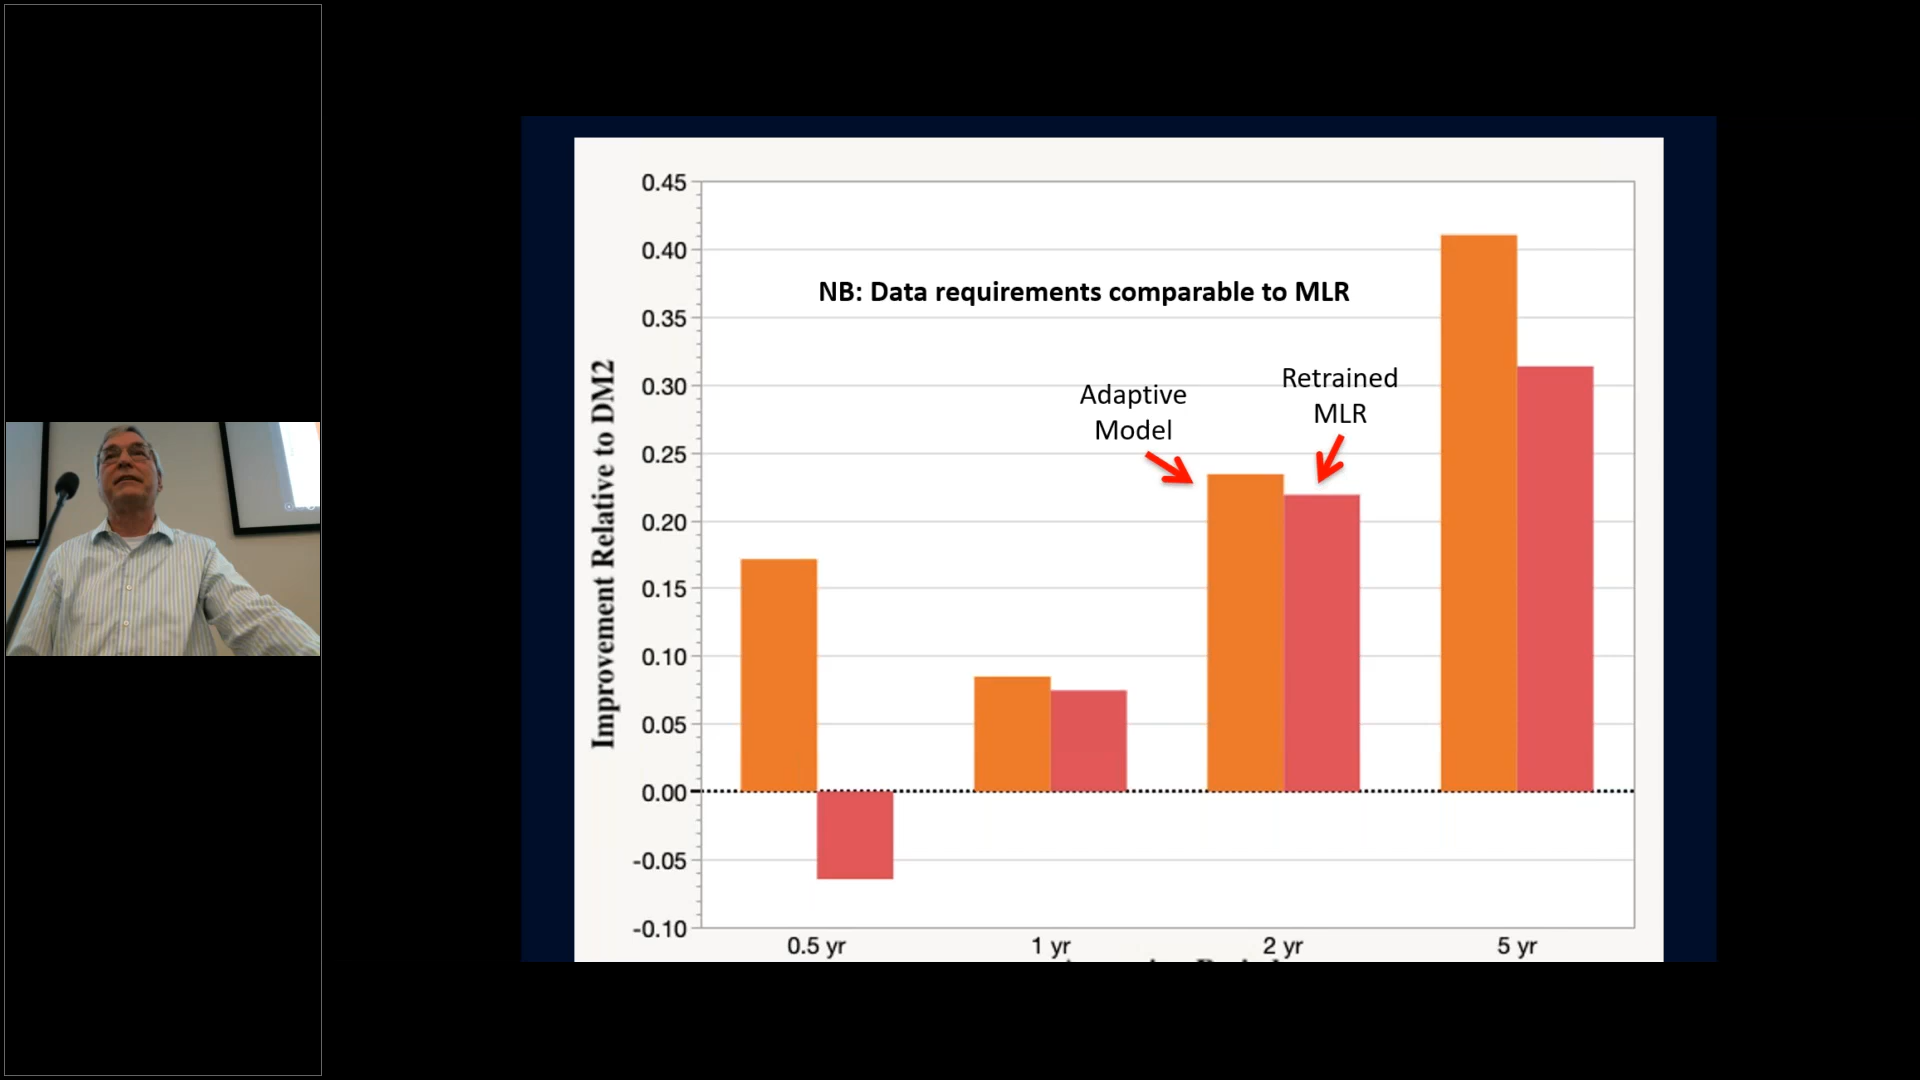 0.45
0.40
NB: Data requirements comparable to MLR
0.35
Retrained
MLR
Adaptive
Model
0.30
0.25
0.20
0.15
0.10
0.05
0.00
-0.05
-0.10
Improvement Relative to DM2
0.5 yr
1 yr
2 yr
5 yr